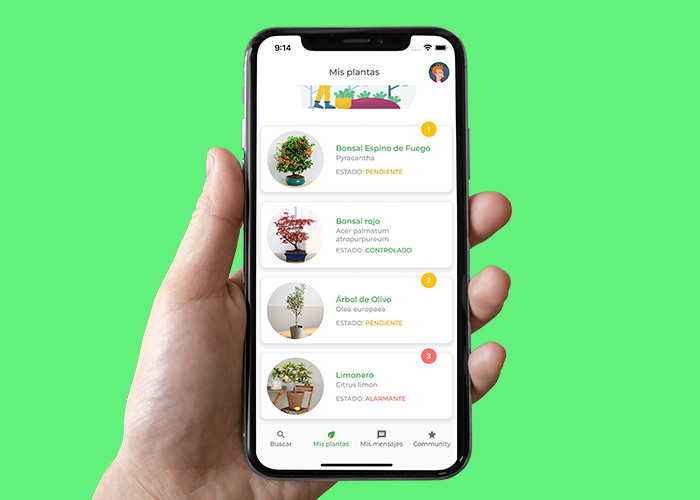 9:14
Mis plantas
1
Bonsai Espino de Fuego
Pyracantha
ESTADO: PENDIENTE
Bonsai rojo
Acer palmatum
atropurpureum
ESTADO: CONTROLADO
2
Árbol de Olivo
Olea europaea
ESTADO: PENDIENTE
3
Limonero
Citrus limon
ESTADO: ALARMANTE
Buscar Mis plantas Mis mensajes Community